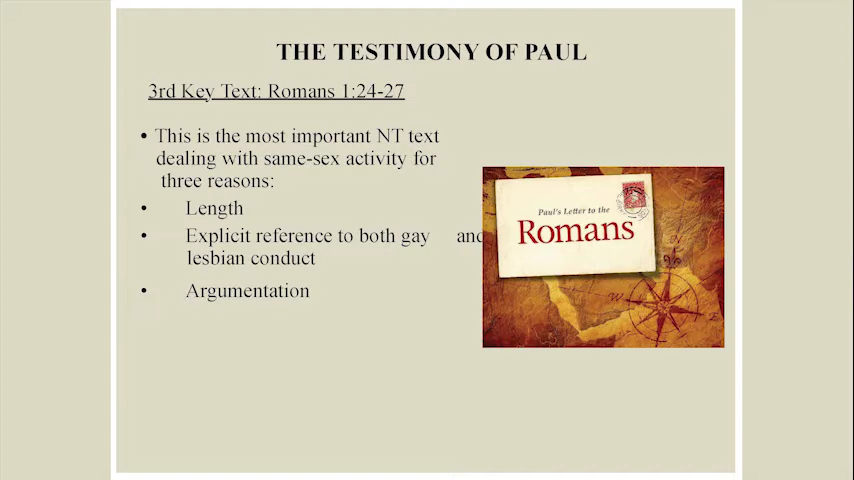 THE TESTIMONY OF PAUL
3rd Key Text: Romans 1:24-27
• This is the most important NT text
dealing with same-sex activity for
three reasons:
• Length
• Explicit reference to both gay and
lesbian conduct
• Argumentation
Paul's Letter to the
Romans
N
W
E